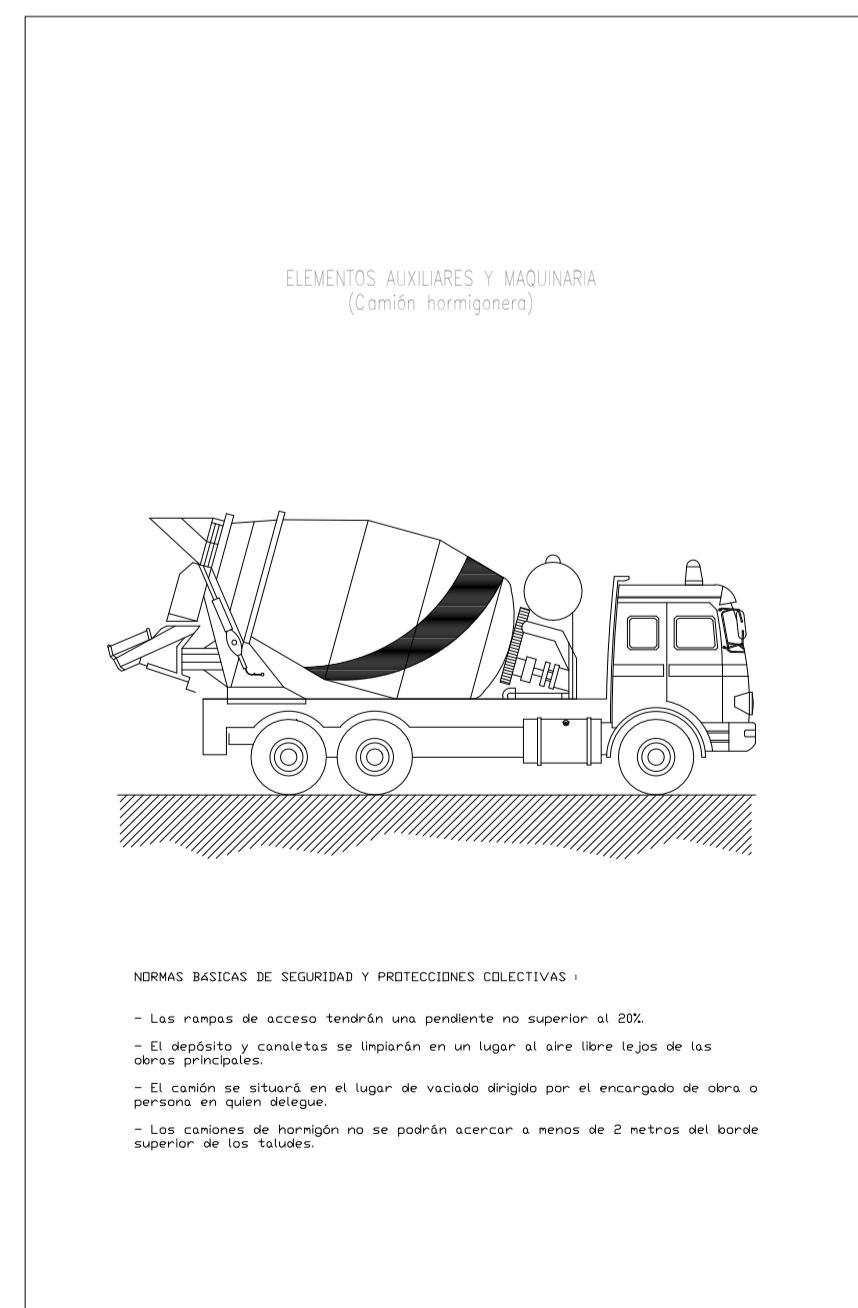 ELEMENTOS AUXILIARES Y MAQUINARIA
(Camión hormigonera)
NORMAS BáSICAS DE SEGURIDAD Y PROTECCIONES COLECTIVAS :
- Las rampas de acceso tendrán una pendiente no superior al 20%.
- El depósito y canaletas se limpiarán en un lugar al aire libre lejos de las
obras principales.
- El camión se situará en el lugar de vaciado dirigido por el encargado de obra o
persona en quien delegue.
- Los camiones de hormigón no se podrán acercar a menos de 2 metros del borde
superior de los taludes.